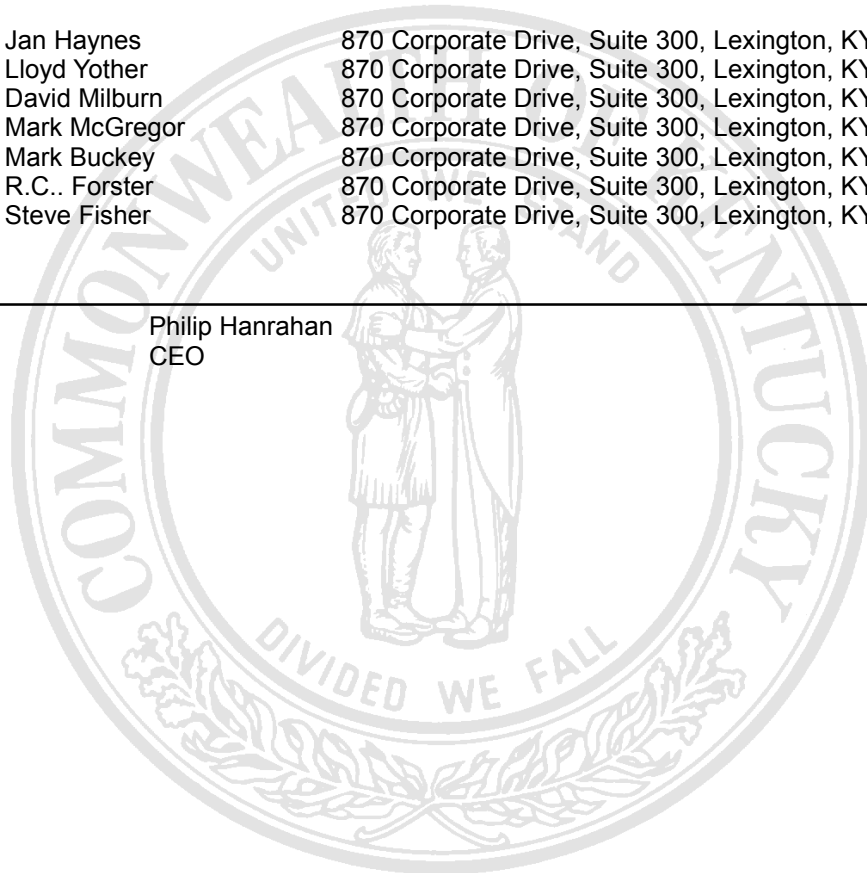 Jan Haynes 870 Corporate Drive, Suite 300, Lexington, KY
Lloyd Yother 870 Corporate Drive, Suite 300, Lexington, KY
David Milburn 870 Corporate Drive, Suite 300, Lexington, KY
Mark McGregor 870 Corporate Drive, Suite 300, Lexington, KY
Mark Buckey 870 Corporate Drive, Suite 300, Lexington, KY
R.C.. Forster 870 Corporate Drive, Suite 300, Lexington, KY
Steve Fisher 870 Corporate Drive, Suite 300, Lexington, KY
Philip Hanrahan
CEO
COMMONWEALTH OF KENTUCKY
UNITED WE STAND
DIVIDED WE FALL